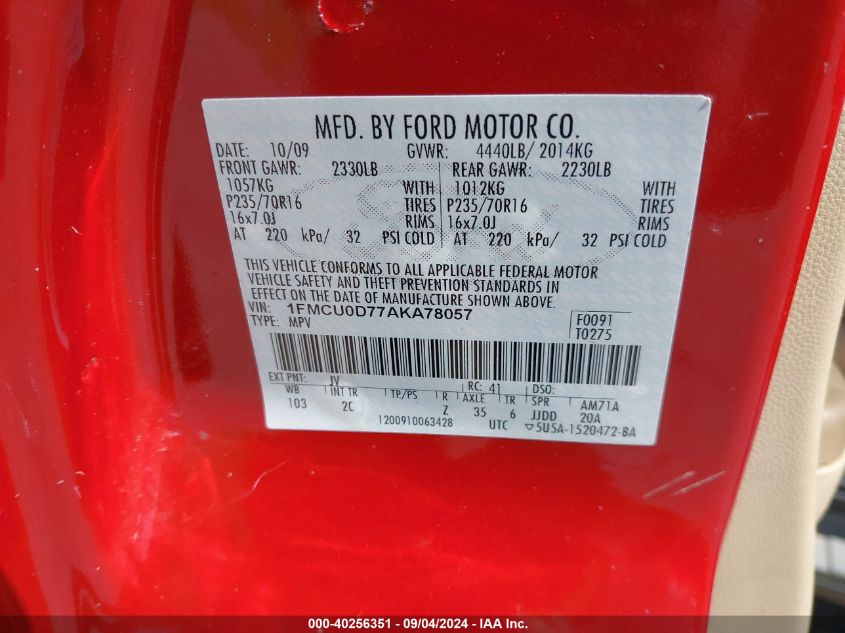 MFD. BY FORD MOTOR CO.
DATE: 10/09 GVWR: 4440LB/ 2014KG
FRONT GAWR: 2330LB REAR GAWR: 2230LB
1057KG WITH 1012KG WITH
P235/70R16 TIRES P235/70R16 TIRES
16x7.0J RIMS 16x7.0J RIMS
AT 220 kPa/ 32 PSI COLD AT 220 kPa/ 32 PSI COLD
THIS VEHICLE CONFORMS TO ALL APPLICABLE FEDERAL MOTOR
VEHICLE SAFETY AND THEFT PREVENTION STANDARDS IN
EFFECT ON THE DATE OF MANUFACTURE SHOWN ABOVE.
VIN: 1FMCU0D77AKA78057 F0091
TYPE: MPV T0275
EXT PNT: JV RC: 41 DSO:
WB INT TR TP/PS R AXLE TR SPR AM71A
103 2C Z 35 6 JJDD 20A
1200910063428 UTC ▽5U5A-1520472-BA
000-40256351 - 09/04/2024 - IAA Inc.